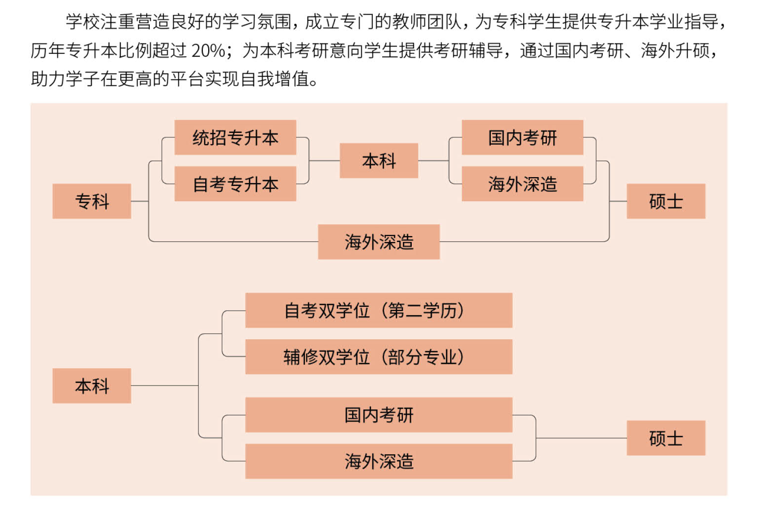 学校注重营造良好的学习氛围，成立专门的教师团队，为专科学生提供专升本学业指导，
历年专升本比例超过 20%；为本科考研意向学生提供考研辅导，通过国内考研、海外升硕，
助力学子在更高的平台实现自我增值。
统招专升本
国内考研
本科
专科
自考专升本
海外深造
硕士
海外深造
自考双学位（第二学历）
辅修双学位（部分专业）
本科
国内考研
硕士
海外深造